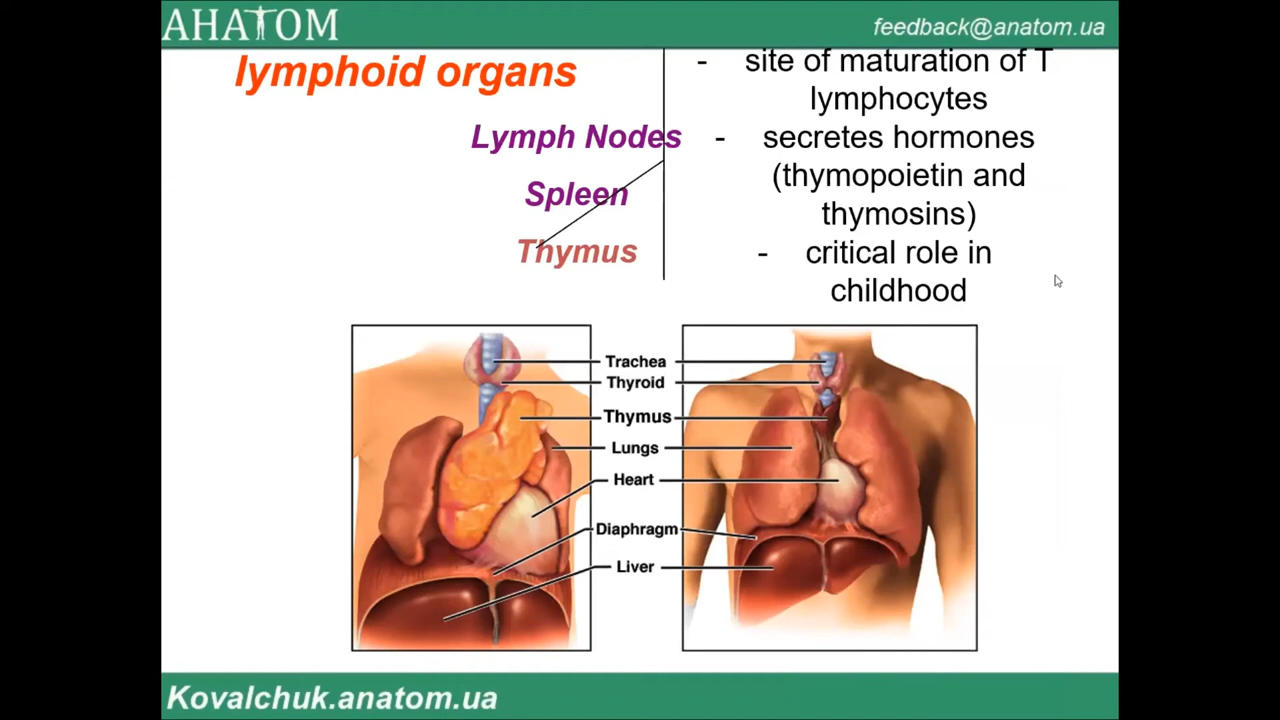 AHATOM
feedback@anatom.ua
lymphoid organs
Lymph Nodes
Spleen
Thymus
- site of maturation of T
lymphocytes
- secretes hormones
(thymopoietin and
thymosins)
- critical role in
childhood
Trachea
Thyroid
Thymus
Lungs
Heart
Diaphragm
Liver
Kovalchuk.anatom.ua